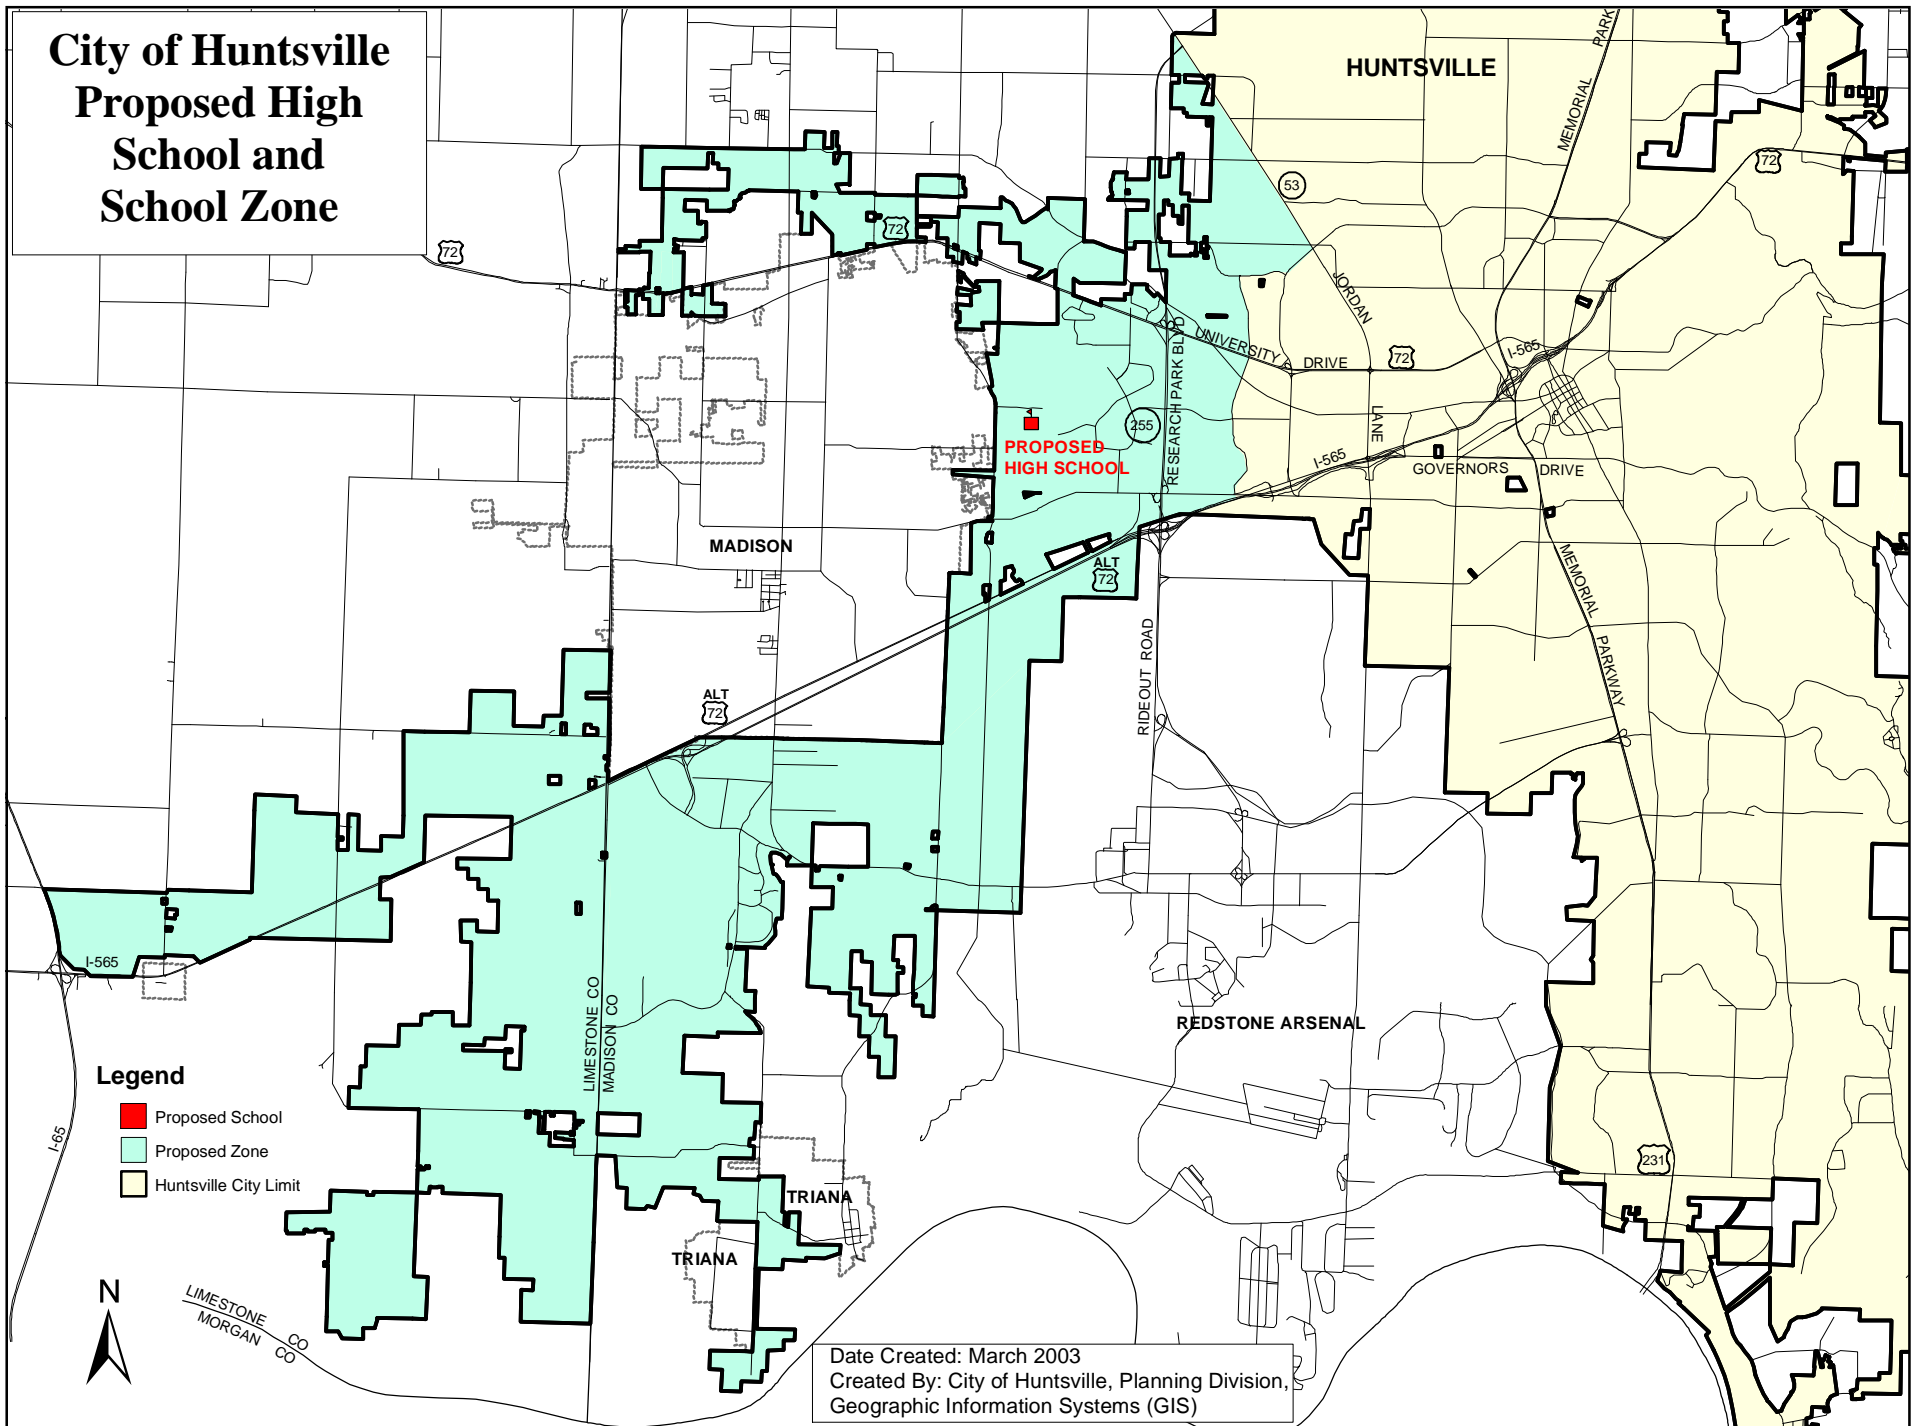 City of Huntsville
Proposed High
School and
School Zone
HUNTSVILLE
MEMORIAL
PARK
72
53
72
72
JORDAN
LANE
UNIVERSITY
DRIVE
72
I-565
RESEARCH PARK BLVD
255
PROPOSED
HIGH SCHOOL
I-565
GOVERNORS
DRIVE
MADISON
ALT
72
MEMORIAL
PARKWAY
RIDEOUT ROAD
ALT
72
I-565
LIMESTONE CO
MADISON CO
REDSTONE ARSENAL
Legend
Proposed School
Proposed Zone
Huntsville City Limit
I-65
231
TRIANA
TRIANA
N
LIMESTONE CO
MORGAN CO
Date Created: March 2003
Created By: City of Huntsville, Planning Division,
Geographic Information Systems (GIS)